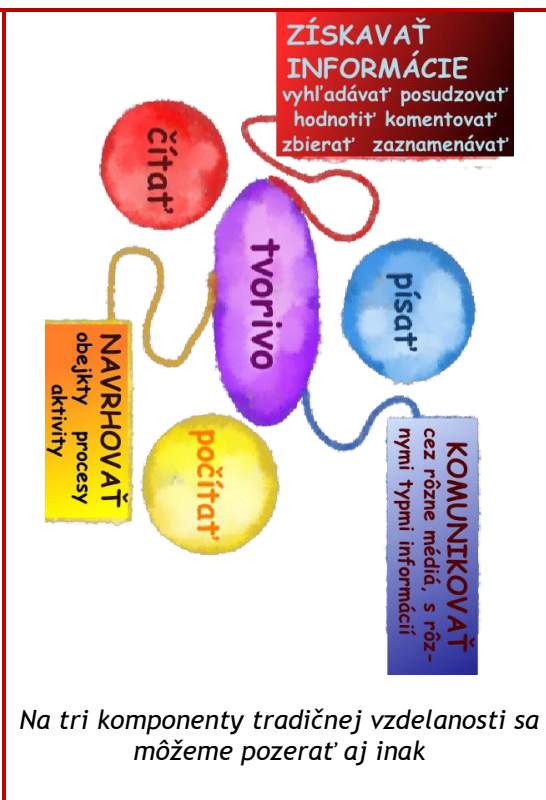 ZÍSKAVAŤ
INFORMÁCIE
vyhľadávať posudzovať
hodnotiť komentovať
zbierať zaznamenávať
čítať
tvorivo
písať
počítať
NAVRHOVAŤ
obejkty procesy
aktivity
KOMUNIKOVAŤ
cez rôzne médiá, s rôz-
nymi typmi informácií
Na tri komponenty tradičnej vzdelanosti sa
môžeme pozerať aj inak